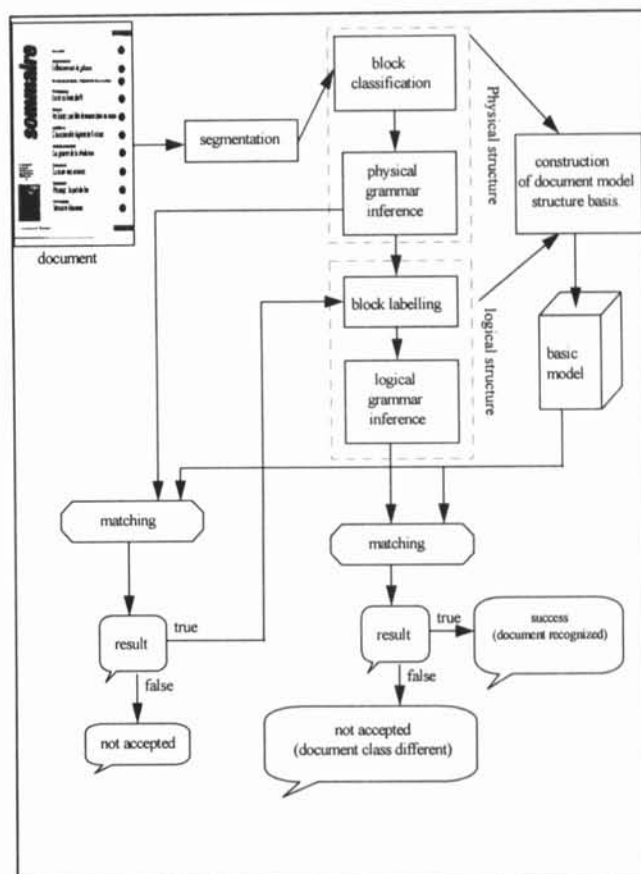 sommaire
document
segmentation
block
classification
physical
grammar
inference
Physical structure
construction
of document model
structure basis
block labelling
logical
grammar
inference
logical structure
basic
model
matching
matching
result
true
false
not accepted
result
true
false
success
(document recognized)
not accepted
(document class different)